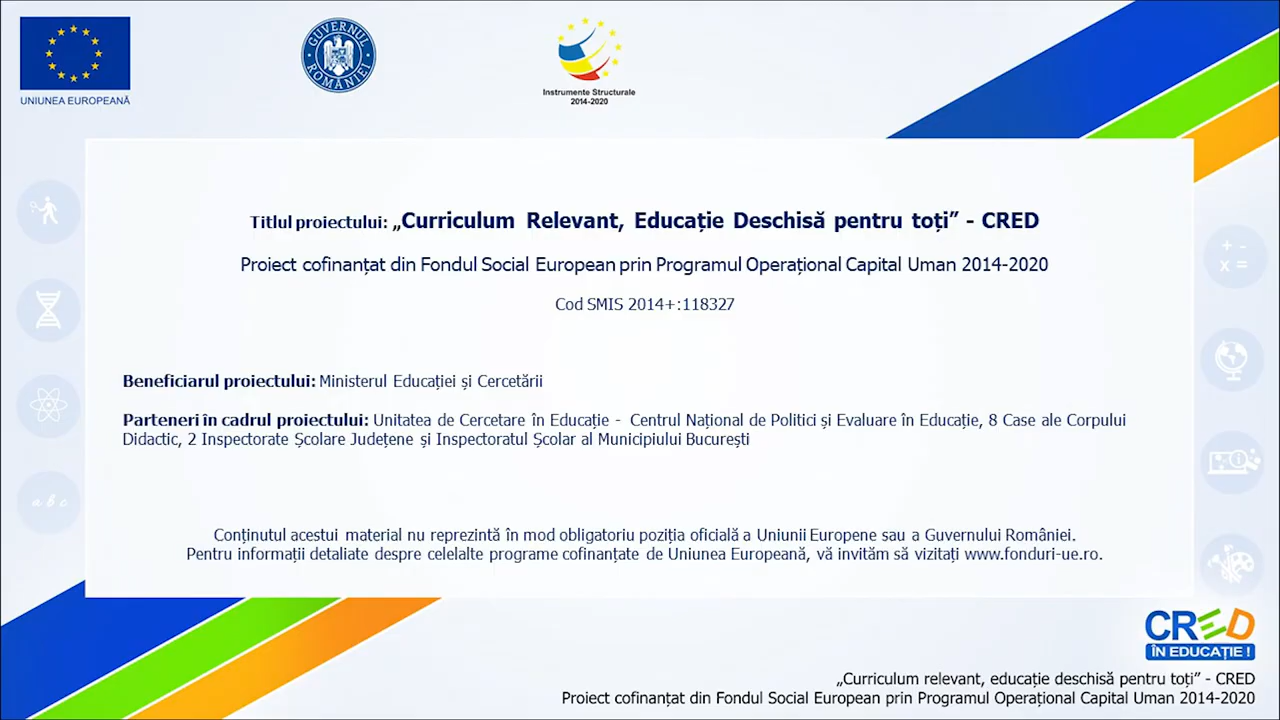 UNIUNEA EUROPEANĂ
GUVERNUL ROMÂNIEI
Instrumente Structurale
2014-2020
Titlul proiectului: „Curriculum Relevant, Educație Deschisă pentru toți” - CRED
Proiect cofinanțat din Fondul Social European prin Programul Operațional Capital Uman 2014-2020
Cod SMIS 2014+:118327
+ -
x =
Beneficiarul proiectului: Ministerul Educației și Cercetării
Parteneri în cadrul proiectului: Unitatea de Cercetare în Educație - Centrul Național de Politici și Evaluare în Educație, 8 Case ale Corpului
Didactic, 2 Inspectorate Școlare Județene și Inspectoratul Școlar al Municipiului București
a b c
Conținutul acestui material nu reprezintă în mod obligatoriu poziția oficială a Uniunii Europene sau a Guvernului României.
Pentru informații detaliate despre celelalte programe cofinanțate de Uniunea Europeană, vă invităm să vizitați www.fonduri-ue.ro.
CRED
ÎN EDUCAȚIE !
„Curriculum relevant, educație deschisă pentru toți” - CRED
Proiect cofinanțat din Fondul Social European prin Programul Operațional Capital Uman 2014-2020